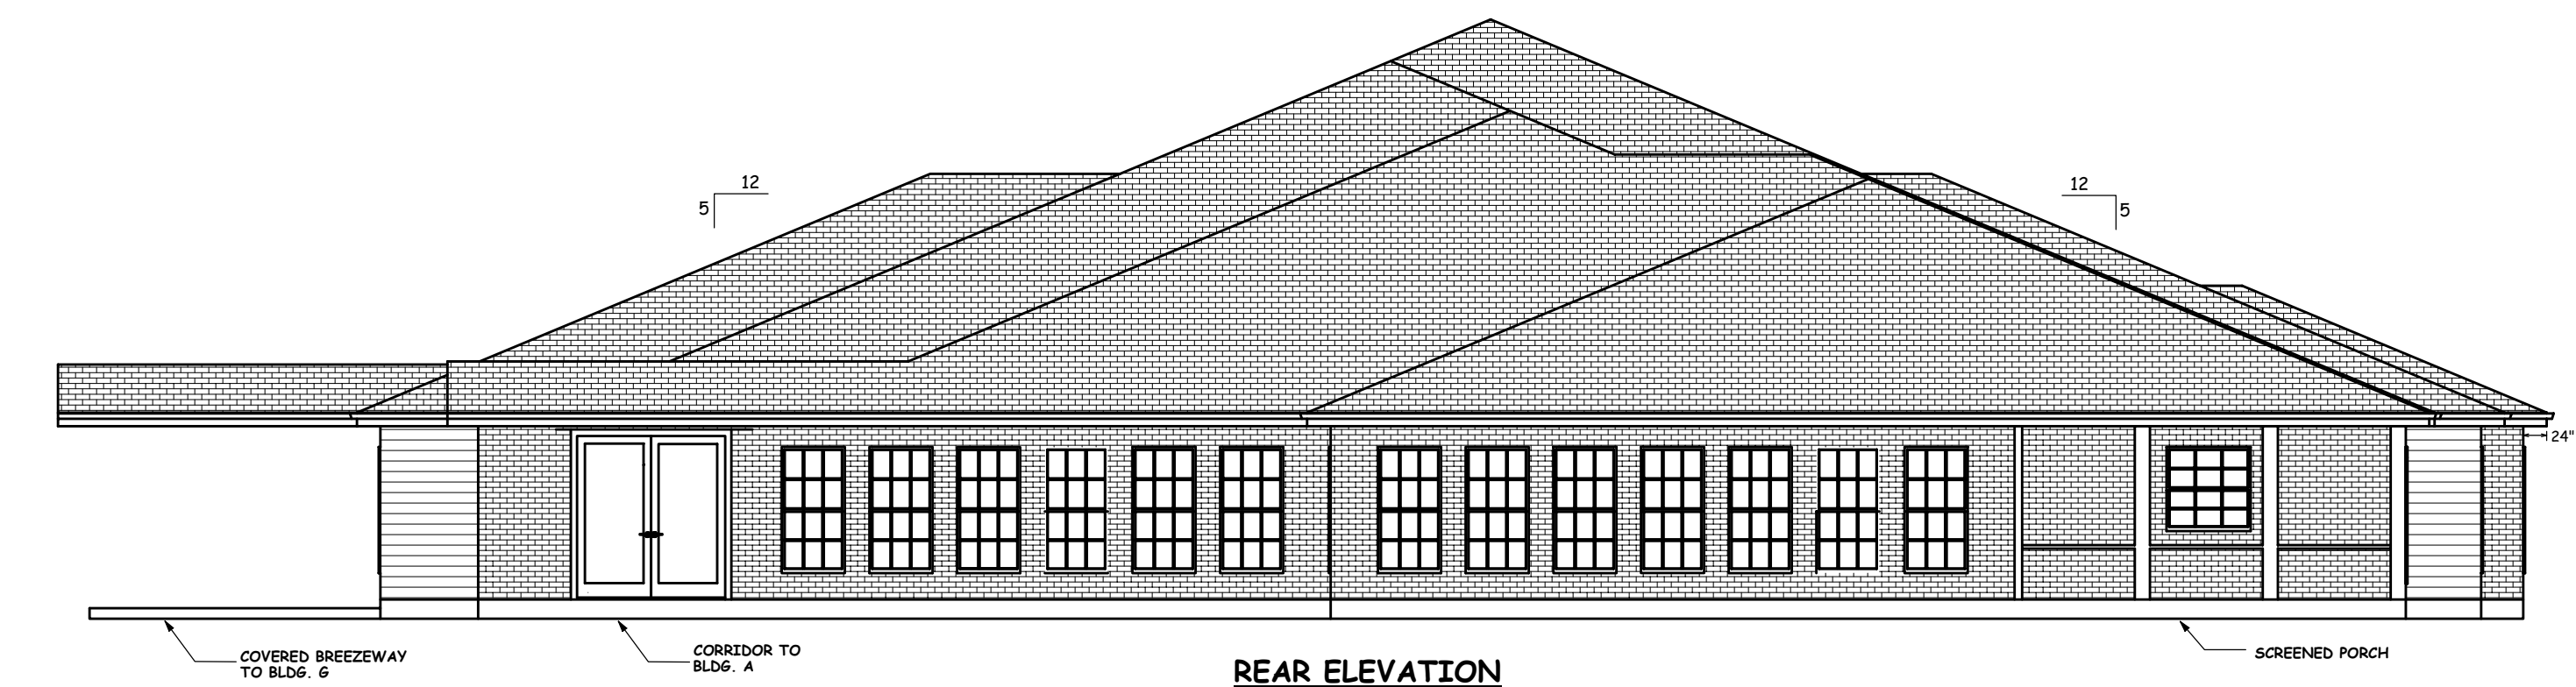 12
5
12
5
24"
COVERED BREEZEWAY
TO BLDG. G
CORRIDOR TO
BLDG. A
REAR ELEVATION
SCREENED PORCH